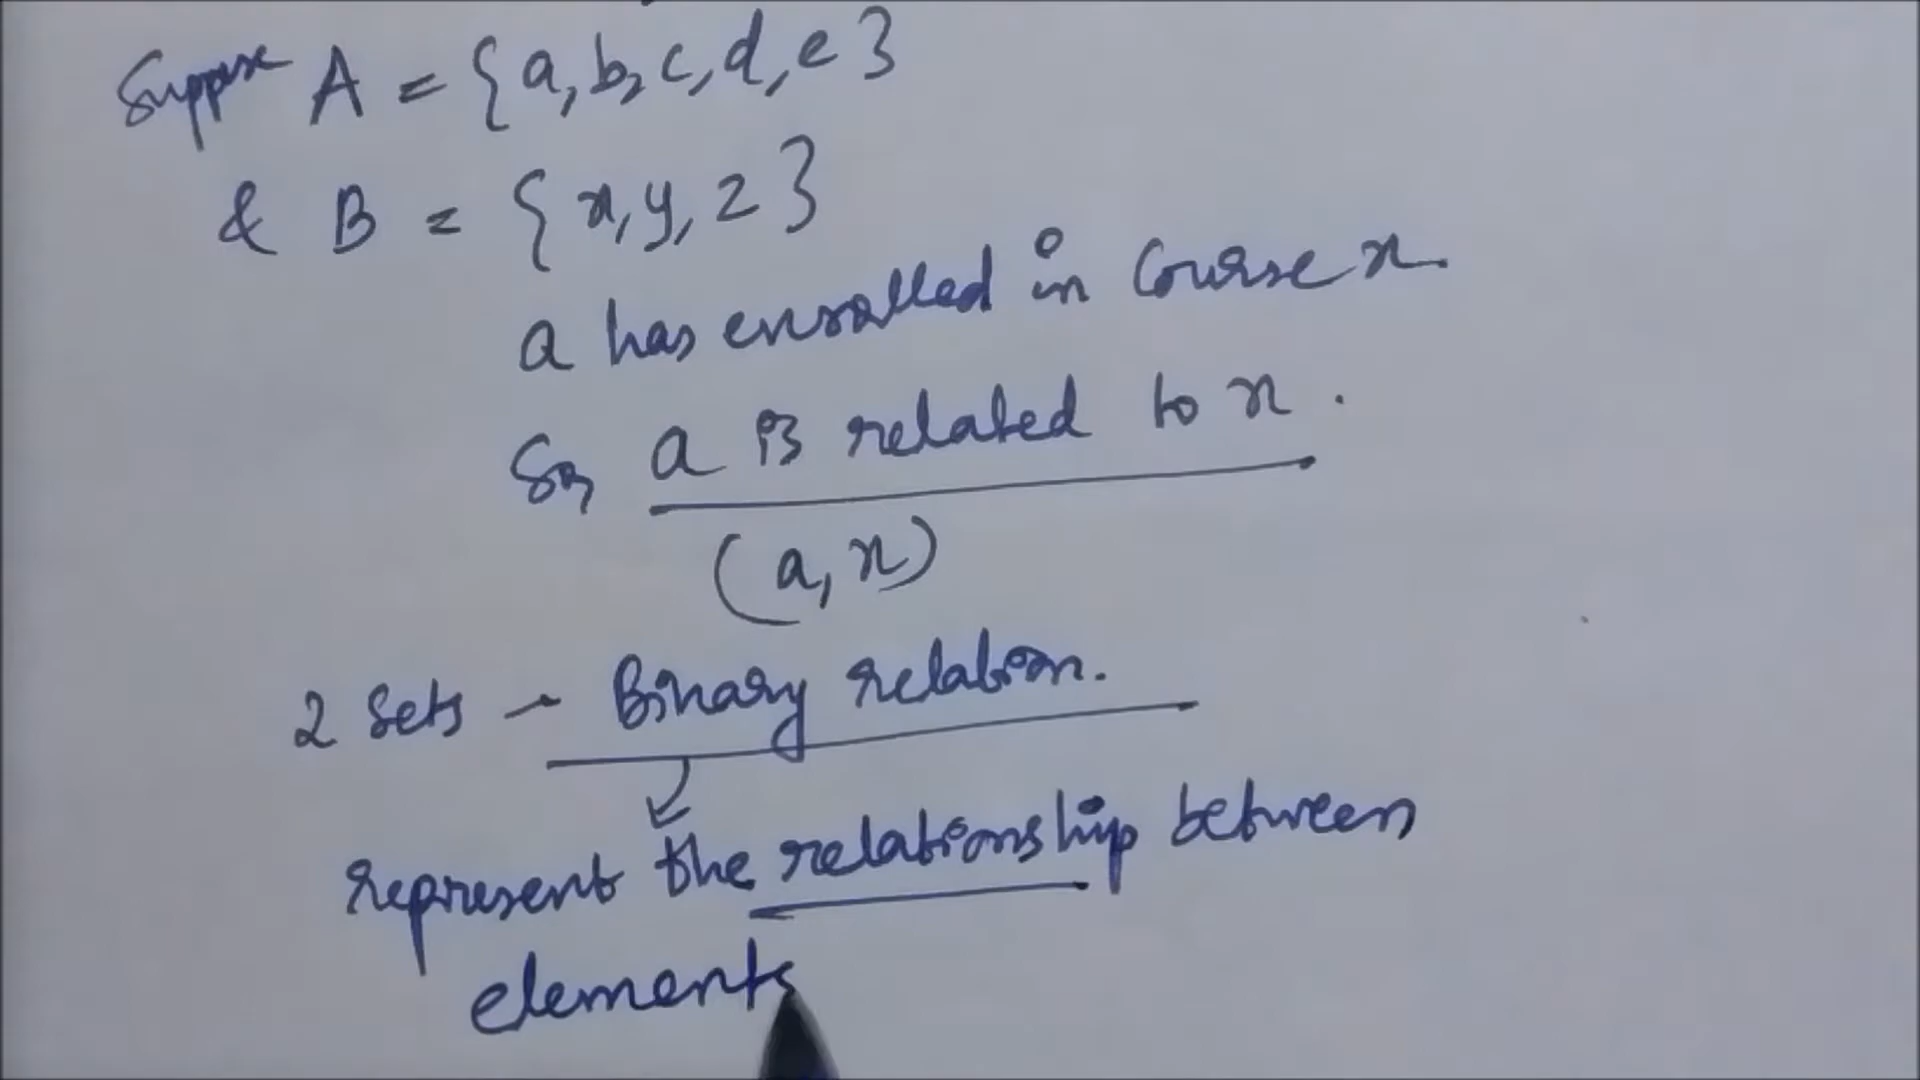 Suppose A = {a, b, c, d, e}
& B = {x, y, z}
a has enrolled in course x.
So, a is related to x.
(a, x)
2 sets - Binary relation.
represent the relationship between
elements